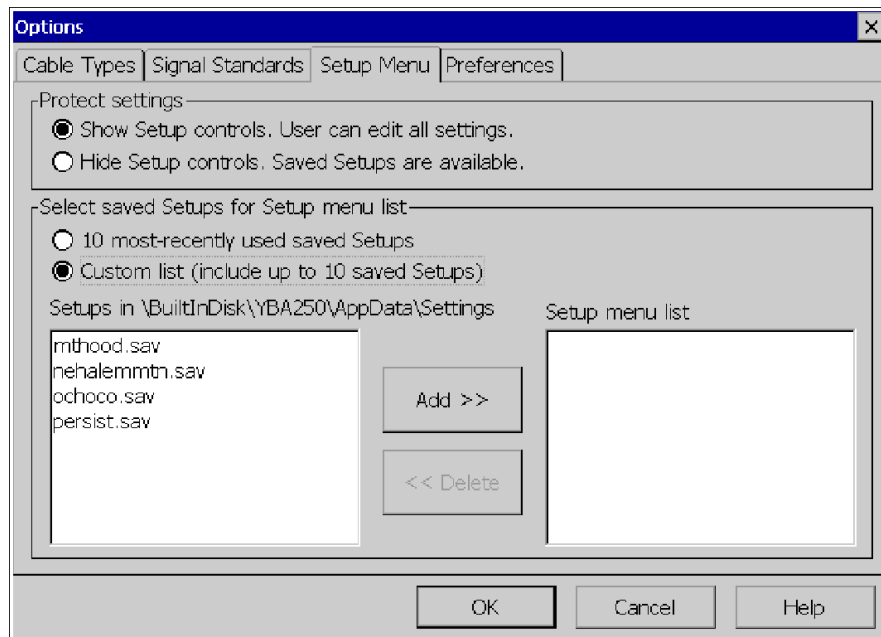 Options
Cable Types Signal Standards Setup Menu Preferences
Protect settings
Show Setup controls. User can edit all settings.
Hide Setup controls. Saved Setups are available.
Select saved Setups for Setup menu list
10 most-recently used saved Setups
Custom list (include up to 10 saved Setups)
Setups in \BuiltInDisk\YBA250\AppData\Settings
Setup menu list
mthood.sav
nehalemmtn.sav
ochoco.sav
persist.sav
Add >>
<< Delete
OK Cancel Help